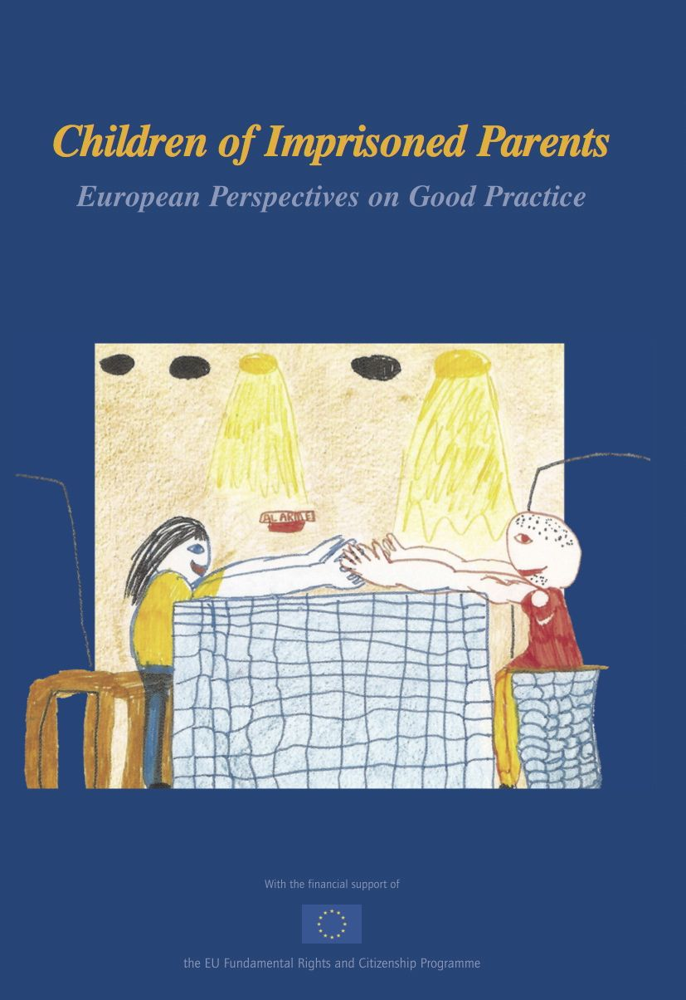 Children of Imprisoned Parents
European Perspectives on Good Practice
ALARME
With the financial support of
the EU Fundamental Rights and Citizenship Programme